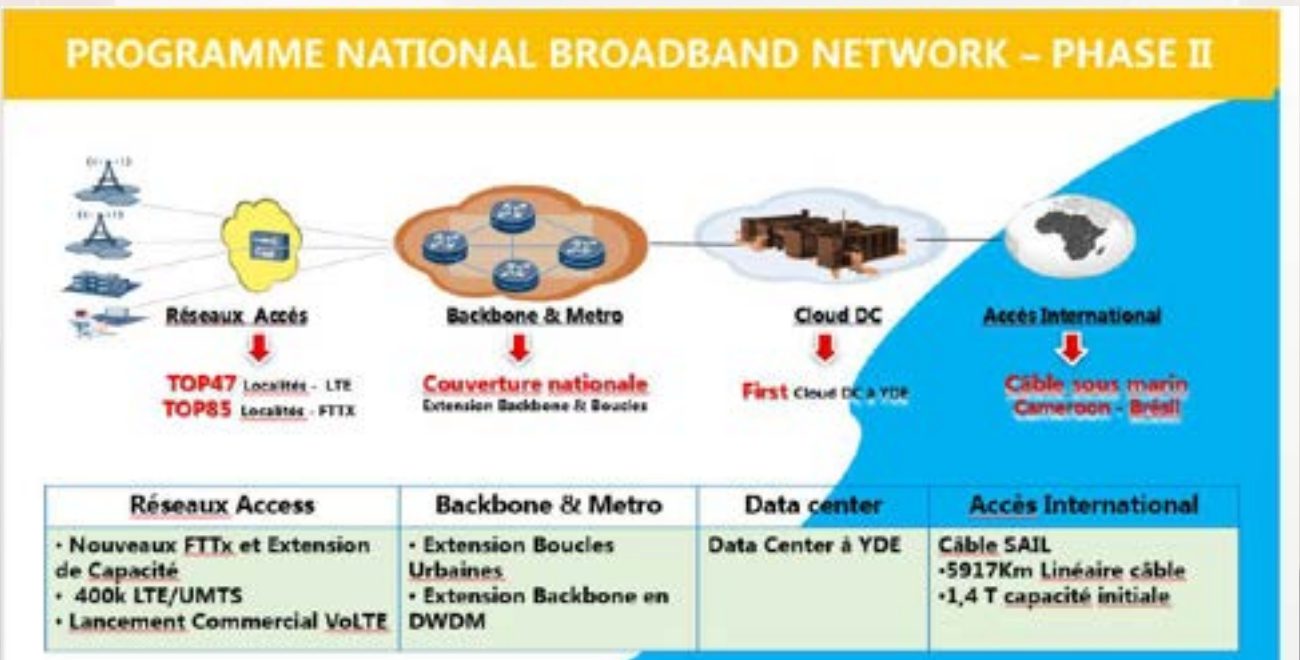 PROGRAMME NATIONAL BROADBAND NETWORK – PHASE II
Réseaux Accés
Backbone & Metro
Cloud DC
Accés International
TOP47 Localités - LTE
TOP85 Localités - FTTX
Couverture nationale
Extension Backbone & Boucles
First Cloud DC à YDE
Câble sous marin
Cameroon - Brésil
Réseaux Access
Backbone & Metro
Data center
Accès International
• Nouveaux FTTx et Extension
de Capacité
• 400k LTE/UMTS
• Lancement Commercial VoLTE
• Extension Boucles
Urbaines
• Extension Backbone en
DWDM
Data Center à YDE
Câble SAIL
•5917Km Linéaire câble
•1,4 T capacité initiale